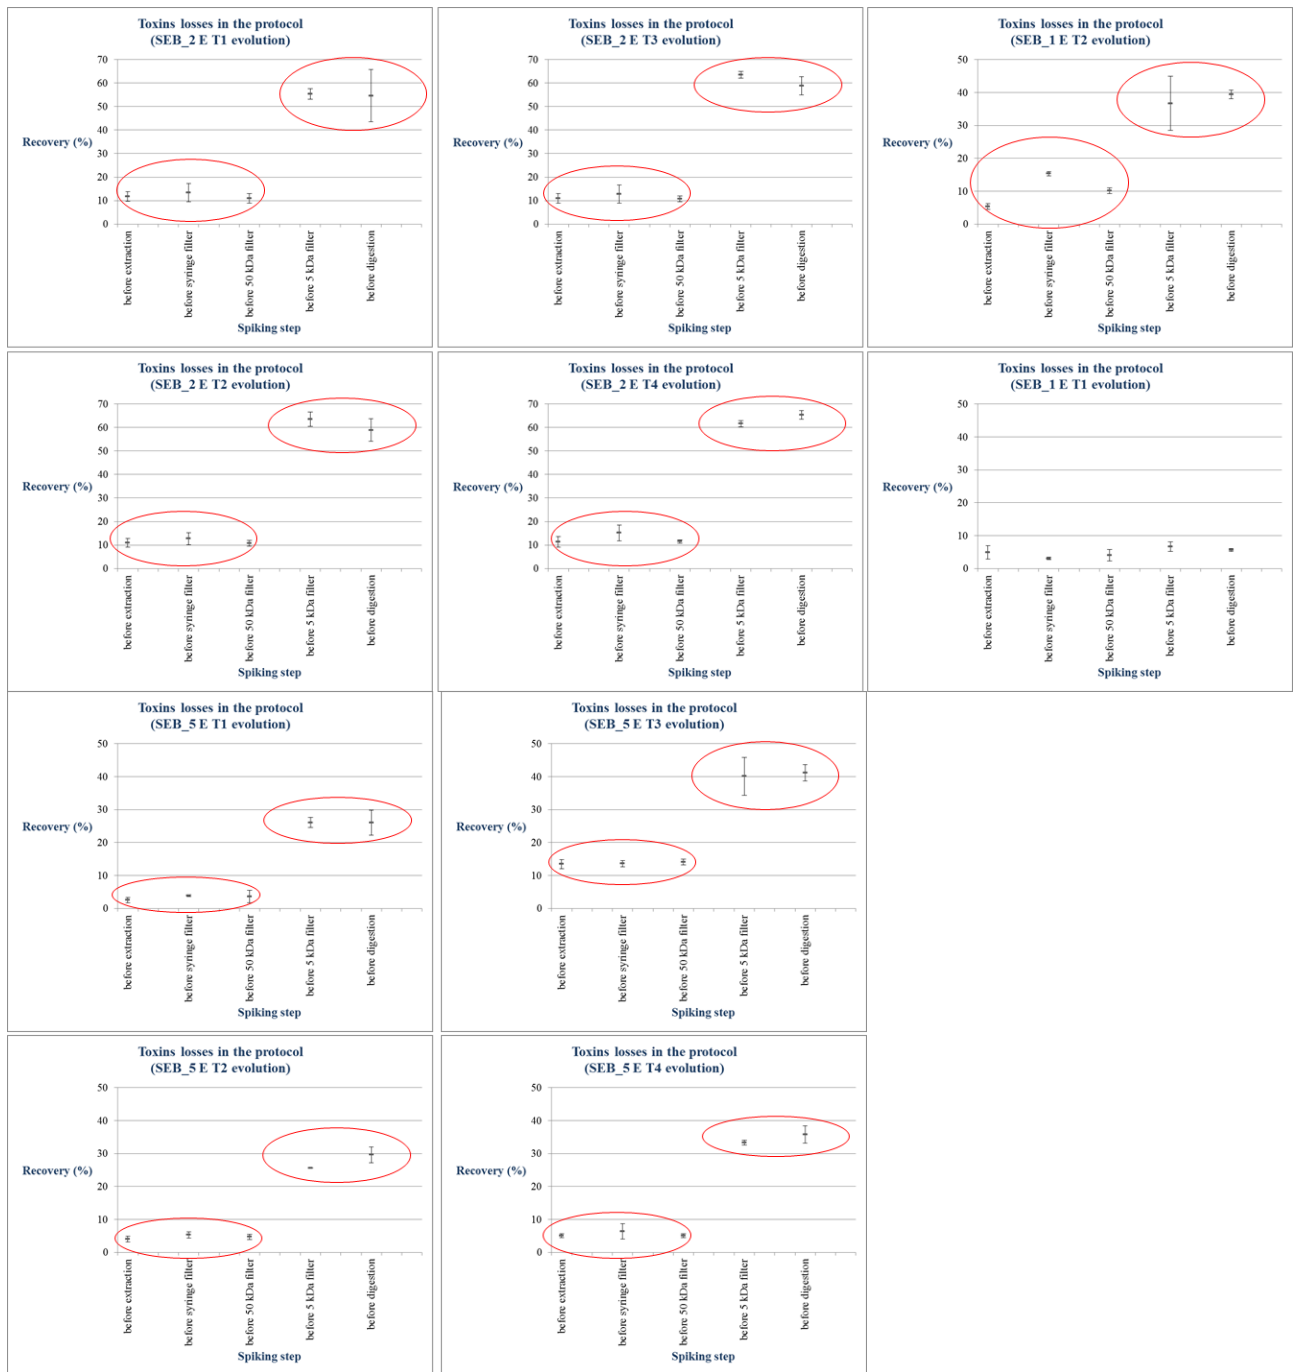 Toxins losses in the protocol
(SEB_2 E T1 evolution)
70
60
50
40
30
20
10
0
Recovery (%)
before extraction
before syringe filter
before 50 kDa filter
before 5 kDa filter
before digestion
Spiking step
Toxins losses in the protocol
(SEB_2 E T3 evolution)
70
60
50
40
30
20
10
0
Recovery (%)
before extraction
before syringe filter
before 50 kDa filter
before 5 kDa filter
before digestion
Spiking step
Toxins losses in the protocol
(SEB_1 E T2 evolution)
50
40
30
20
10
0
Recovery (%)
before extraction
before syringe filter
before 50 kDa filter
before 5 kDa filter
before digestion
Spiking step
Toxins losses in the protocol
(SEB_2 E T2 evolution)
70
60
50
40
30
20
10
0
Recovery (%)
before extraction
before syringe filter
before 50 kDa filter
before 5 kDa filter
before digestion
Spiking step
Toxins losses in the protocol
(SEB_2 E T4 evolution)
70
60
50
40
30
20
10
0
Recovery (%)
before extraction
before syringe filter
before 50 kDa filter
before 5 kDa filter
before digestion
Spiking step
Toxins losses in the protocol
(SEB_1 E T1 evolution)
50
40
30
20
10
0
Recovery (%)
before extraction
before syringe filter
before 50 kDa filter
before 5 kDa filter
before digestion
Spiking step
Toxins losses in the protocol
(SEB_5 E T1 evolution)
50
40
30
20
10
0
Recovery (%)
before extraction
before syringe filter
before 50 kDa filter
before 5 kDa filter
before digestion
Spiking step
Toxins losses in the protocol
(SEB_5 E T3 evolution)
50
40
30
20
10
0
Recovery (%)
before extraction
before syringe filter
before 50 kDa filter
before 5 kDa filter
before digestion
Spiking step
Toxins losses in the protocol
(SEB_5 E T2 evolution)
50
40
30
20
10
0
Recovery (%)
before extraction
before syringe filter
before 50 kDa filter
before 5 kDa filter
before digestion
Spiking step
Toxins losses in the protocol
(SEB_5 E T4 evolution)
50
40
30
20
10
0
Recovery (%)
before extraction
before syringe filter
before 50 kDa filter
before 5 kDa filter
before digestion
Spiking step